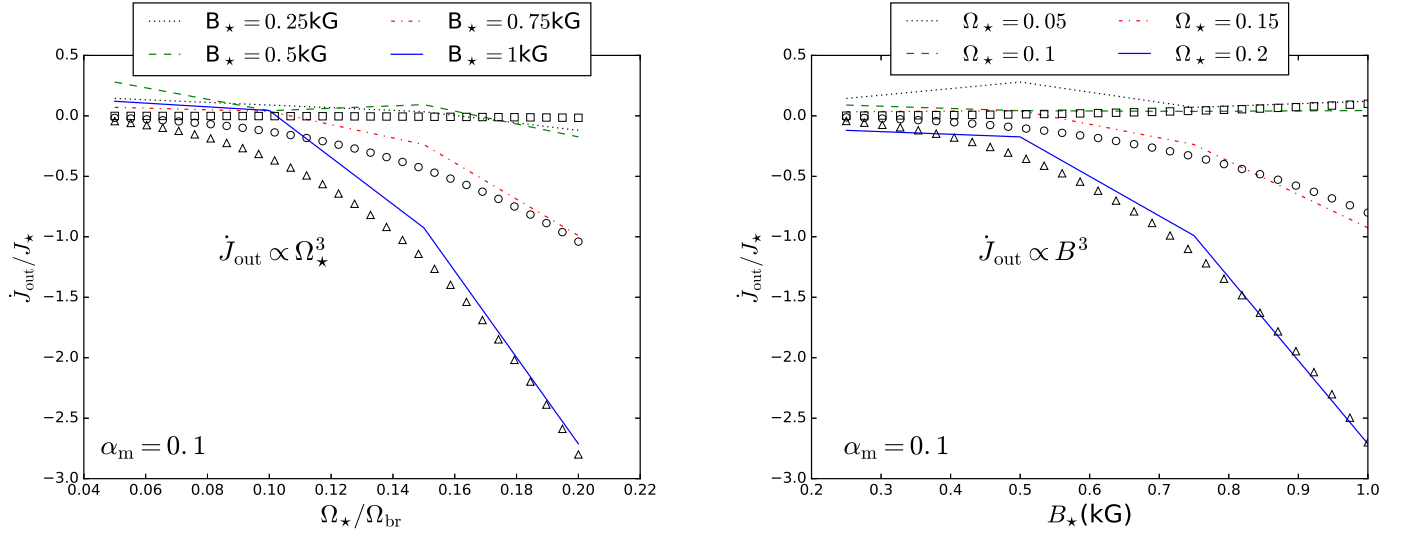 B⋆ = 0.25kG B⋆ = 0.75kG
B⋆ = 0.5kG B⋆ = 1kG
0.5
0.0
−0.5
−1.0
−1.5
−2.0
−2.5
−3.0
J̇out/J⋆
J̇out ∝ Ω⋆³
αm = 0.1
0.04 0.06 0.08 0.10 0.12 0.14 0.16 0.18 0.20 0.22
Ω⋆/Ωbr
Ω⋆ = 0.05 Ω⋆ = 0.15
Ω⋆ = 0.1 Ω⋆ = 0.2
0.5
0.0
−0.5
−1.0
−1.5
−2.0
−2.5
−3.0
J̇out/J⋆
J̇out ∝ B³
αm = 0.1
0.2 0.3 0.4 0.5 0.6 0.7 0.8 0.9 1.0
B⋆(kG)